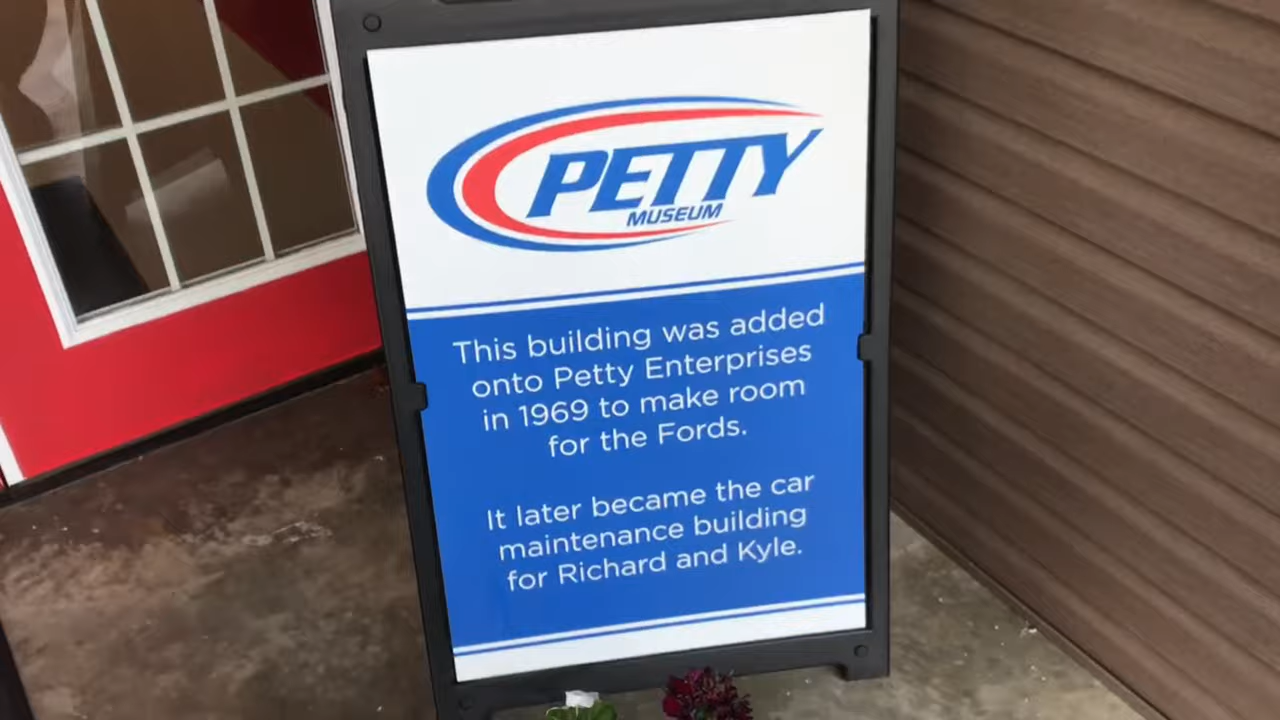 PETTY
MUSEUM
This building was added
onto Petty Enterprises
in 1969 to make room
for the Fords.
It later became the car
maintenance building
for Richard and Kyle.